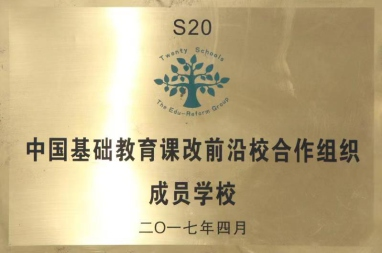 S20
Twenty Schools
The Edu-Reform Group
中国基础教育课改前沿校合作组织
成员学校
二〇一七年四月